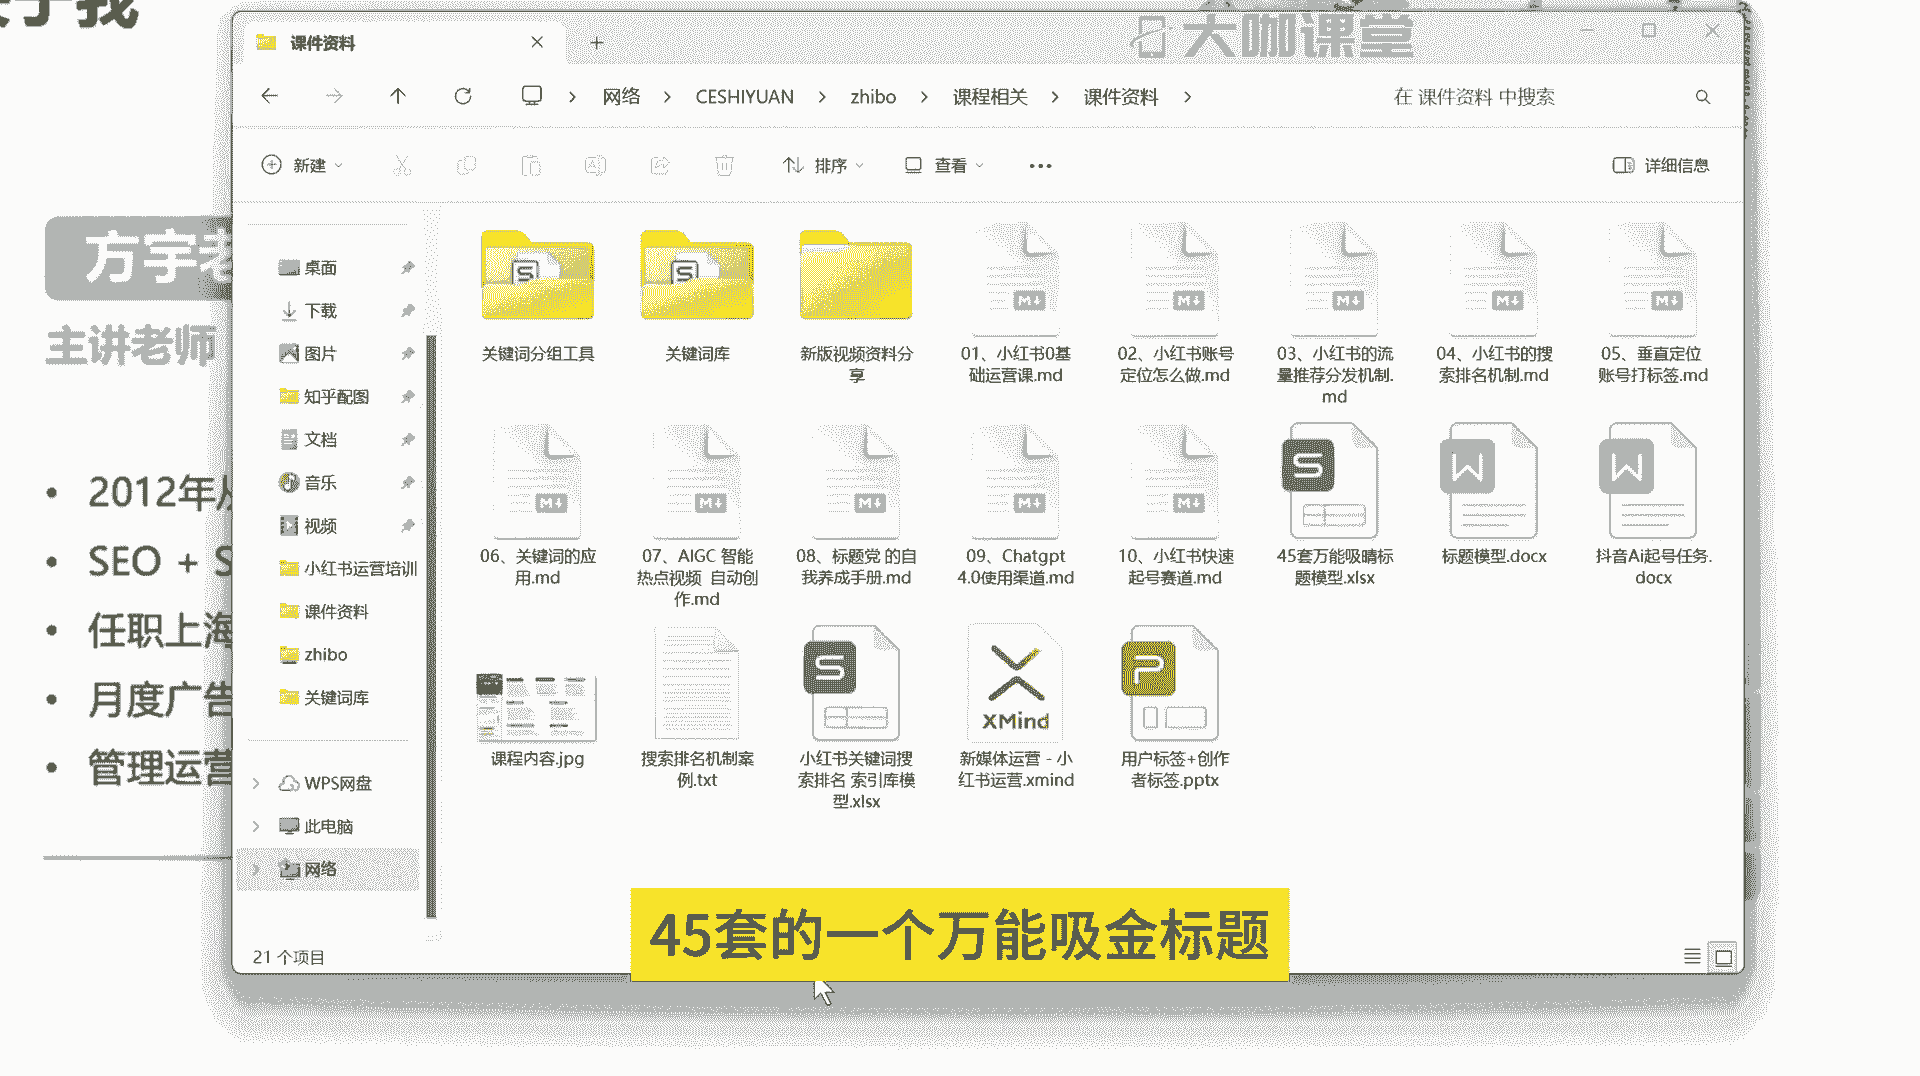 于我
大咖课堂
课件资料
网络
CESHIYUAN
zhibo
课程相关
课件资料
在 课件资料 中搜索
新建
排序
查看
详细信息
方宇老
主讲老师
2012年从
SEO + S
任职上海
月度广告
管理运营
桌面
下载
图片
知乎配图
文档
音乐
视频
小红书运营培训
课件资料
zhibo
关键词库
WPS网盘
此电脑
网络
21 个项目
关键词分组工具
关键词库
新版视频资料分
享
01、小红书0基
础运营课.md
02、小红书账号
定位怎么做.md
03、小红书的流
量推荐分发机制.
md
04、小红书的搜
索排名机制.md
05、垂直定位
账号打标签.md
06、关键词的应
用.md
07、AIGC 智能
热点视频 自动创
作.md
08、标题党 的自
我养成手册.md
09、Chatgpt
4.0使用渠道.md
10、小红书快速
起号赛道.md
45套万能吸睛标
题模型.xlsx
标题模型.docx
抖音Ai起号任务.
docx
课程内容.jpg
搜索排名机制案
例.txt
小红书关键词搜
索排名 索引库模
型.xlsx
XMind
新媒体运营 - 小
红书运营.xmind
用户标签+创作
者标签.pptx
45套的一个万能吸金标题